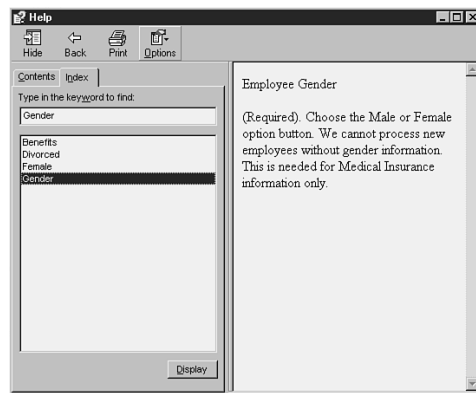 Help
Hide Back Print Options
Contents Index
Type in the keyword to find:
Gender
Benefits
Divorced
Female
Gender
Display
Employee Gender
(Required). Choose the Male or Female
option button. We cannot process new
employees without gender information.
This is needed for Medical Insurance
information only.